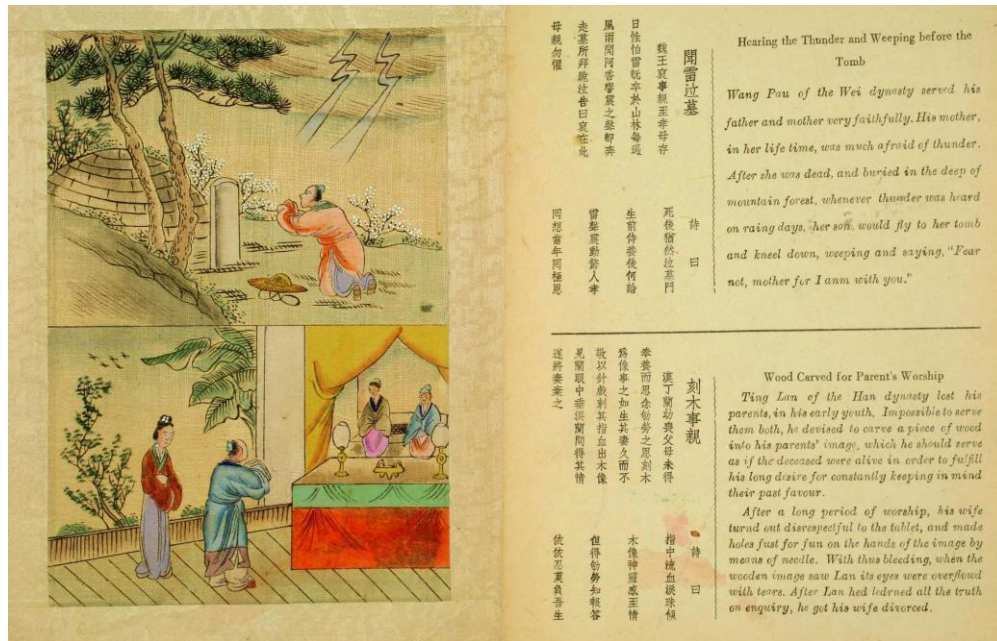 聞雷泣墓
魏王裒事親至孝母存
日性怕雷既卒於山林每遇
風雨聞阿香響震之聲即奔
走墓所拜跪泣告曰裒在此
母親勿懼
詩曰
死後猶然泣墓門
生前侍養後何論
雷聲震動驚人孝
想當年罔極恩
Hearing the Thunder and Weeping before the
Tomb
Wang Pau of the Wei dynasty served his
father and mother very faithfully. His mother,
in her life time, was much afraid of thunder.
After she was dead, and buried in the deep of
mountain forest, whenever thunder was heard
on raing days, her son, would fly to her tomb
and kneel down, weeping and saying, "Fear
not, mother for I anm with you."
刻木事親
漢丁蘭幼喪父母未得
奉養而思念劬勞之恩刻木
爲像事之如生其妻久而不
敬以針戲刺其指血出木像
見蘭眼中垂淚蘭問得其情
遂將妻棄之
詩曰
指中流血淚珠傾
木像神靈感至情
但得劬勞知報答
忍莫負吾生
Wood Carved for Parent's Worship
Ting Lan of the Han dynasty lost his
parents, in his early youth, Impossible to serve
them both, he devised to carve a piece of wood
into his parents' image, which he should serve
as if the deceased were alive in order to fulfill
his long desire for constantly keeping in mind
their past favour.
After a long period of worship, his wife
turnd out disrespectful to the tablet, and made
holes fust for fun on the hands of the image by
means of needle. With thus bleeding, when the
wooden image saw Lan its eyes were overflowd
with tears. After Lan hed ledrned all the truth
on enquiry, he got his wife divorced.